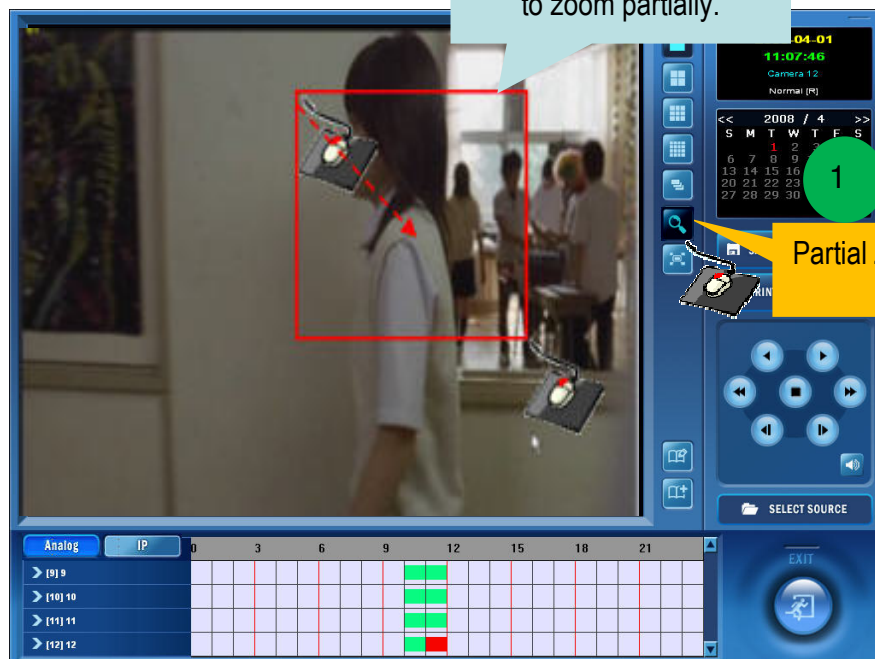 to zoom partially.
-04-01
11:07:46
Camera 12
Normal [R]
<< 2008 / 4 >>
S M T W T F S
1 2
6 7 8 9
13 14 15 16
20 21 22 23
27 28 29 30
1
Partial
SELECT SOURCE
Analog IP
0 3 6 9 12 15 18 21
[9] 9
[10] 10
[11] 11
[12] 12
EXIT